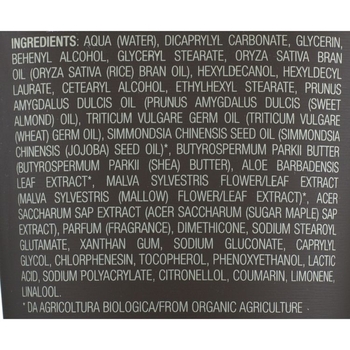 INGREDIENTS: AQUA (WATER), DICAPRYLYL CARBONATE, GLYCERIN,
BEHENYL ALCOHOL, GLYCERYL STEARATE, ORYZA SATIVA BRAN
OIL (ORYZA SATIVA (RICE) BRAN OIL), HEXYLDECANOL, HEXYLDECYL
LAURATE, CETEARYL ALCOHOL, ETHYLHEXYL STEARATE, PRUNUS
AMYGDALUS DULCIS OIL (PRUNUS AMYGDALUS DULCIS (SWEET
ALMOND) OIL), TRITICUM VULGARE GERM OIL (TRITICUM VULGARE
(WHEAT) GERM OIL), SIMMONDSIA CHINENSIS SEED OIL (SIMMONDSIA
CHINENSIS (JOJOBA) SEED OIL)*, BUTYROSPERMUM PARKII BUTTER
(BUTYROSPERMUM PARKII (SHEA) BUTTER), ALOE BARBADENSIS
LEAF EXTRACT*, MALVA SYLVESTRIS FLOWER/LEAF EXTRACT
(MALVA SYLVESTRIS (MALLOW) FLOWER/LEAF EXTRACT)*, ACER
SACCHARUM SAP EXTRACT (ACER SACCHARUM (SUGAR MAPLE) SAP
EXTRACT), PARFUM (FRAGRANCE), DIMETHICONE, SODIUM STEAROYL
GLUTAMATE, XANTHAN GUM, SODIUM GLUCONATE, CAPRYLYL
GLYCOL, CHLORPHENESIN, TOCOPHEROL, PHENOXYETHANOL, LACTIC
ACID, SODIUM POLYACRYLATE, CITRONELLOL, COUMARIN, LIMONENE,
LINALOOL.
* DA AGRICOLTURA BIOLOGICA/FROM ORGANIC AGRICULTURE